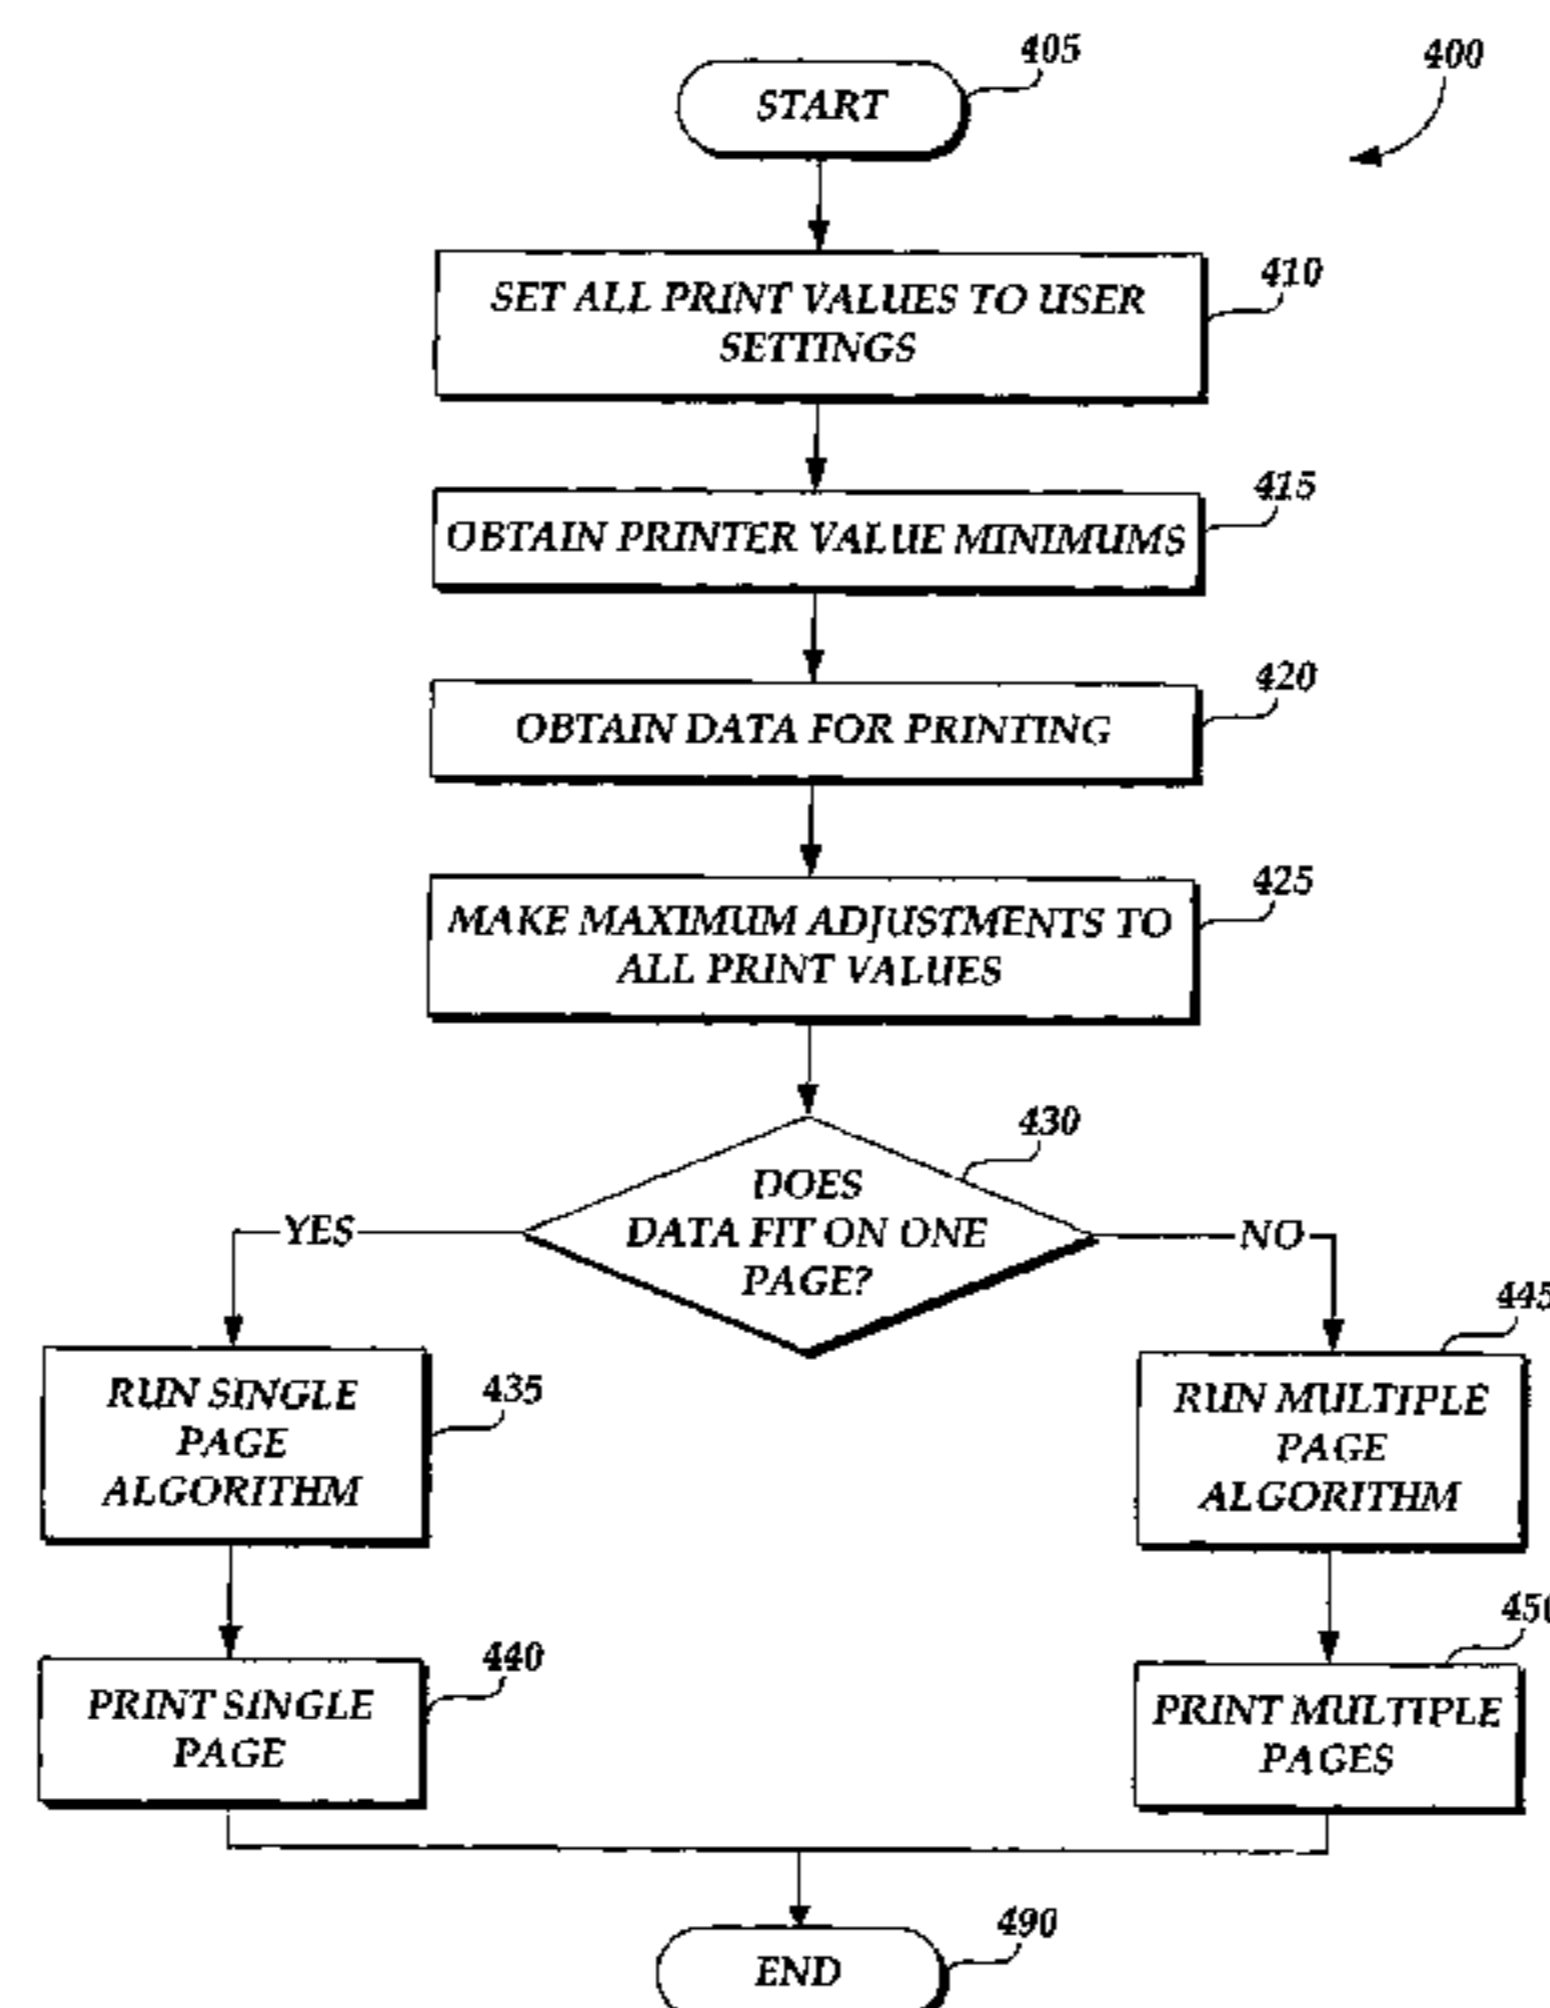 405
400
START
410
SET ALL PRINT VALUES TO USER
SETTINGS
415
OBTAIN PRINTER VALUE MINIMUMS
420
OBTAIN DATA FOR PRINTING
425
MAKE MAXIMUM ADJUSTMENTS TO
ALL PRINT VALUES
430
DOES
DATA FIT ON ONE
PAGE?
YES
NO
445
RUN SINGLE
PAGE
ALGORITHM
435
RUN MULTIPLE
PAGE
ALGORITHM
450
440
PRINT SINGLE
PAGE
PRINT MULTIPLE
PAGES
490
END